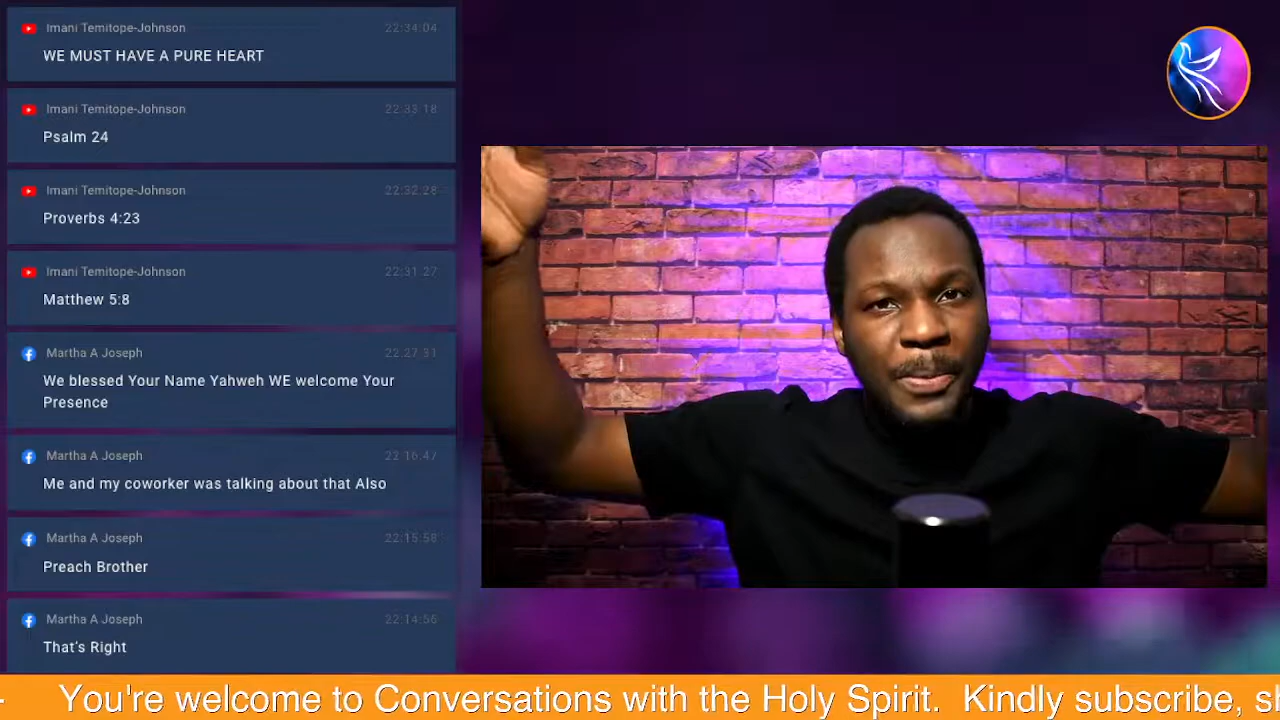 Imani Temitope-Johnson 22:34:04
WE MUST HAVE A PURE HEART
Imani Temitope-Johnson 22:33:18
Psalm 24
Imani Temitope-Johnson 22:32:28
Proverbs 4:23
Imani Temitope-Johnson 22:31:27
Matthew 5:8
Martha A Joseph 22:27:31
We blessed Your Name Yahweh WE welcome Your
Presence
Martha A Joseph 22:16:47
Me and my coworker was talking about that Also
Martha A Joseph 22:15:58
Preach Brother
Martha A Joseph 22:14:56
That's Right
You're welcome to Conversations with the Holy Spirit. Kindly subscribe,